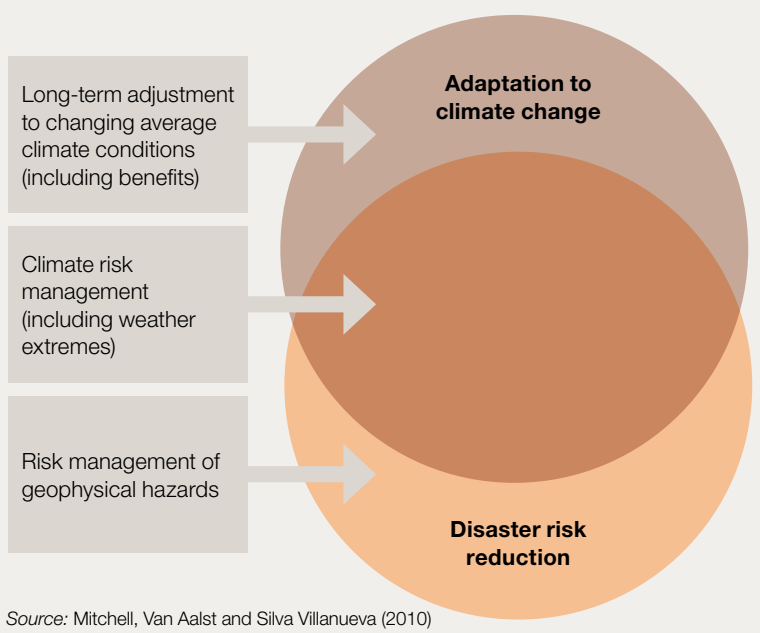 Adaptation to
climate change
Long-term adjustment
to changing average
climate conditions
(including benefits)
Climate risk
management
(including weather
extremes)
Risk management of
geophysical hazards
Disaster risk
reduction
Source: Mitchell, Van Aalst and Silva Villanueva (2010)